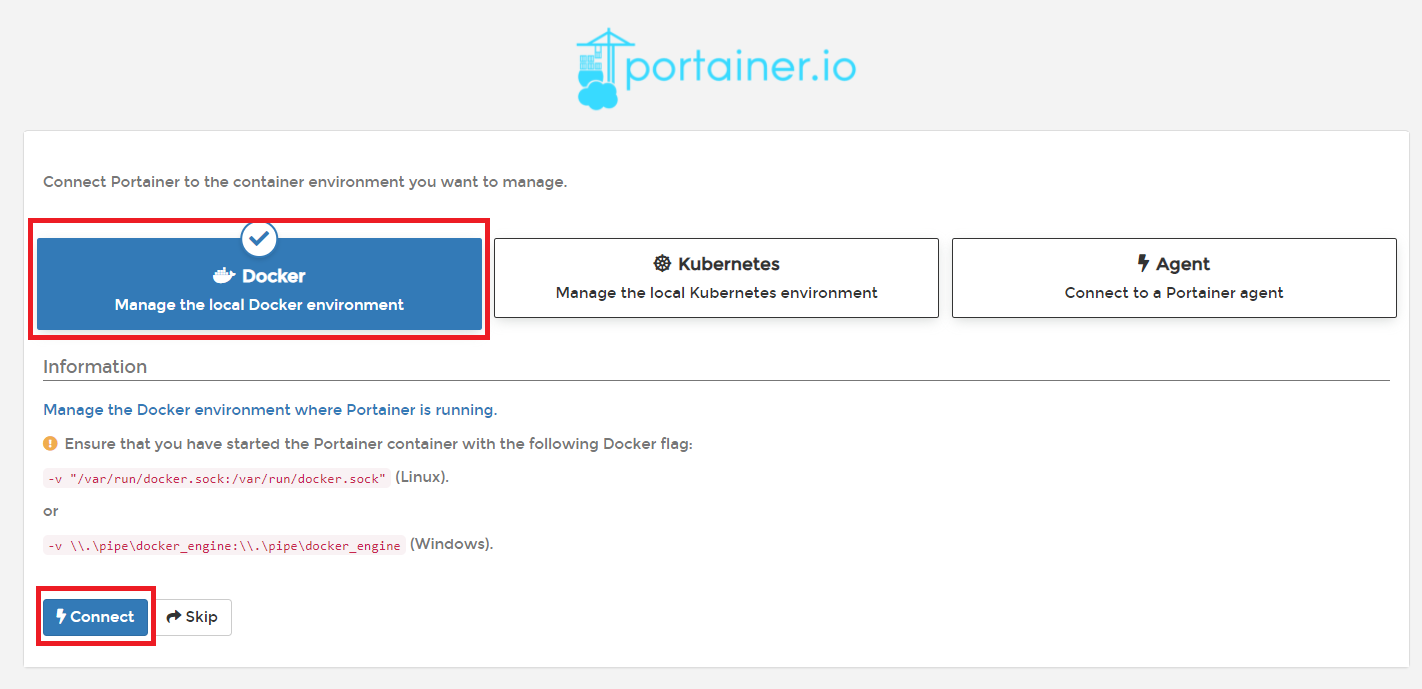 portainer.io
Connect Portainer to the container environment you want to manage.
Docker
Manage the local Docker environment
Kubernetes
Manage the local Kubernetes environment
Agent
Connect to a Portainer agent
Information
Manage the Docker environment where Portainer is running.
Ensure that you have started the Portainer container with the following Docker flag:
-v "/var/run/docker.sock:/var/run/docker.sock" (Linux).
or
-v \\.\pipe\docker_engine:\\.\pipe\docker_engine (Windows).
Connect Skip